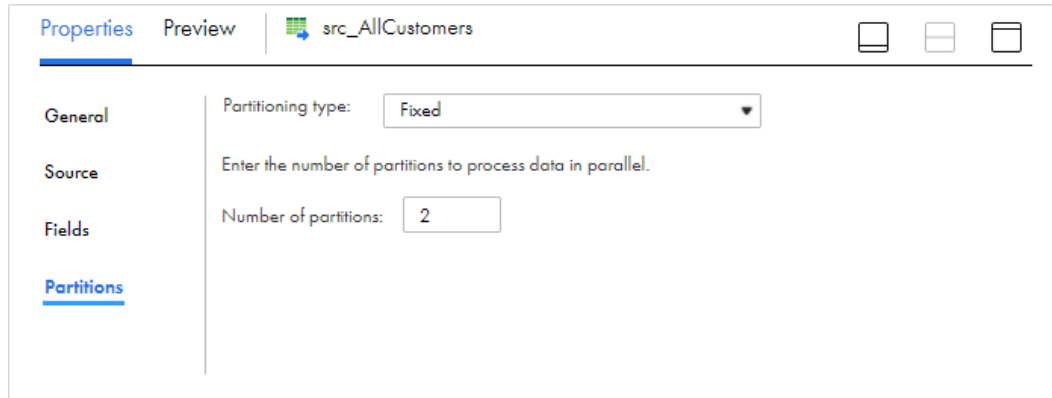 Properties Preview src_AllCustomers
General
Partitioning type: Fixed
Source
Enter the number of partitions to process data in parallel.
Number of partitions: 2
Fields
Partitions